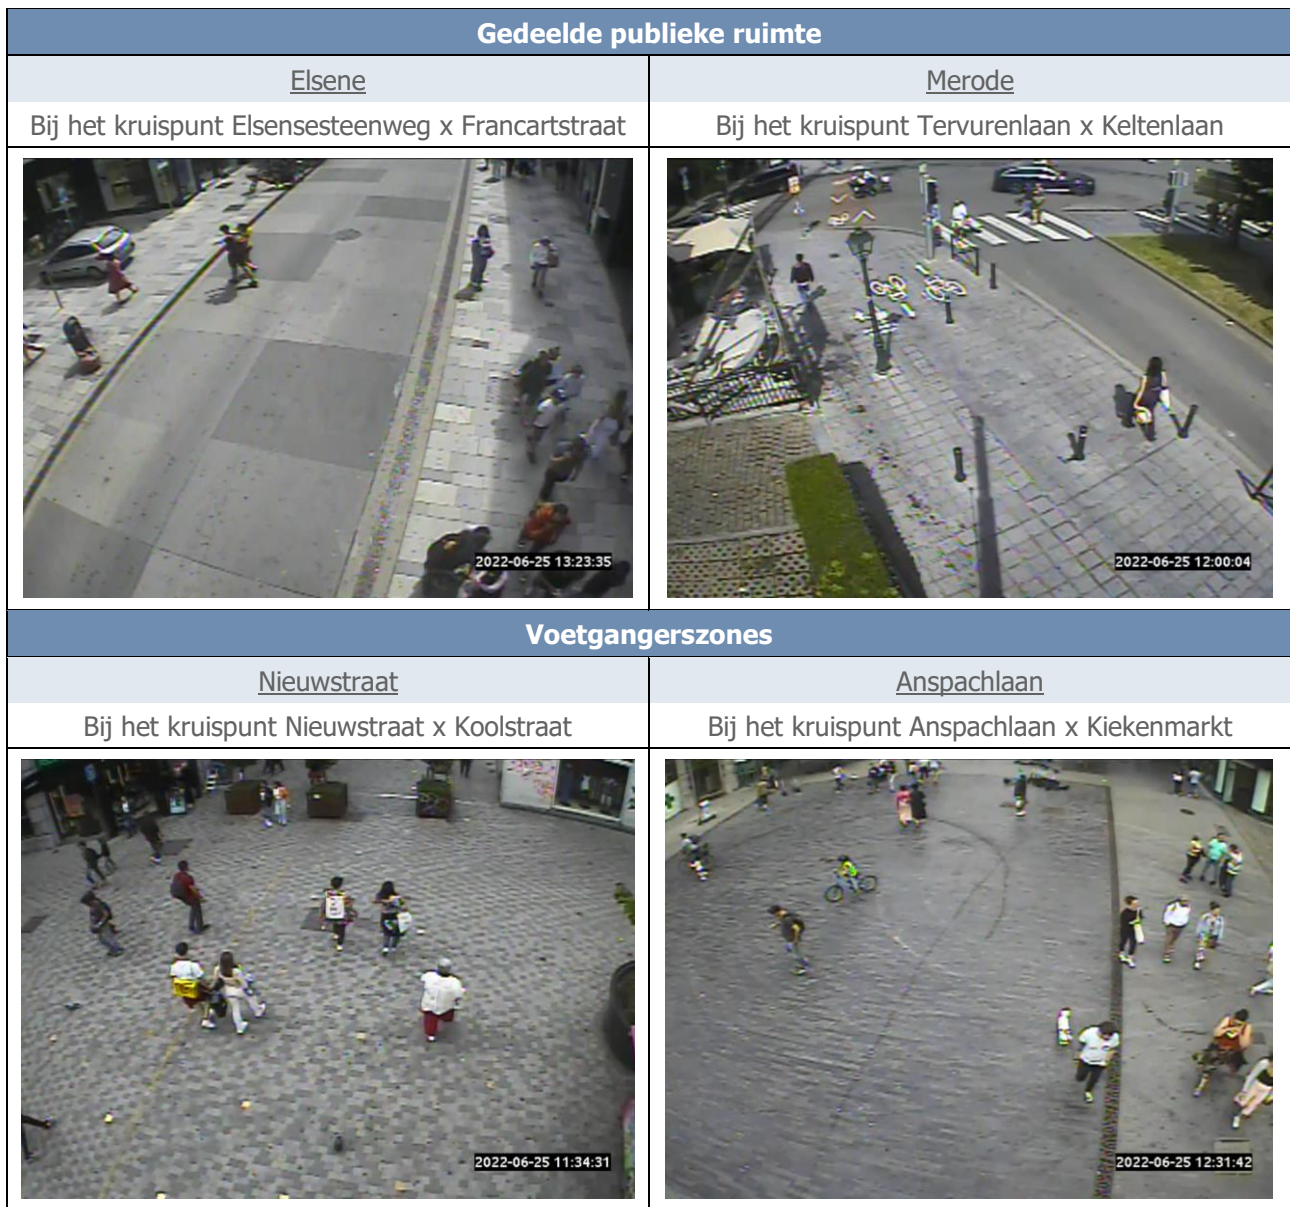 Gedeelde publieke ruimte
Elsene
Merode
Bij het kruispunt Elsensesteenweg x Francartstraat
Bij het kruispunt Tervurenlaan x Keltenlaan
2022-06-25 13:23:35
2022-06-25 12:00:04
Voetgangerszones
Nieuwstraat
Anspachlaan
Bij het kruispunt Nieuwstraat x Koolstraat
Bij het kruispunt Anspachlaan x Kiekenmarkt
2022-06-25 11:34:31
2022-06-25 12:31:42